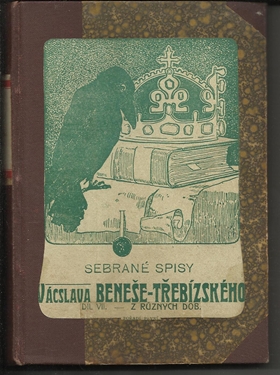 SEBRANÉ SPISY
VÁCSLAVA BENEŠE-TŘEBÍZSKÉHO
DÍL VII. — Z RŮZNÝCH DOB.